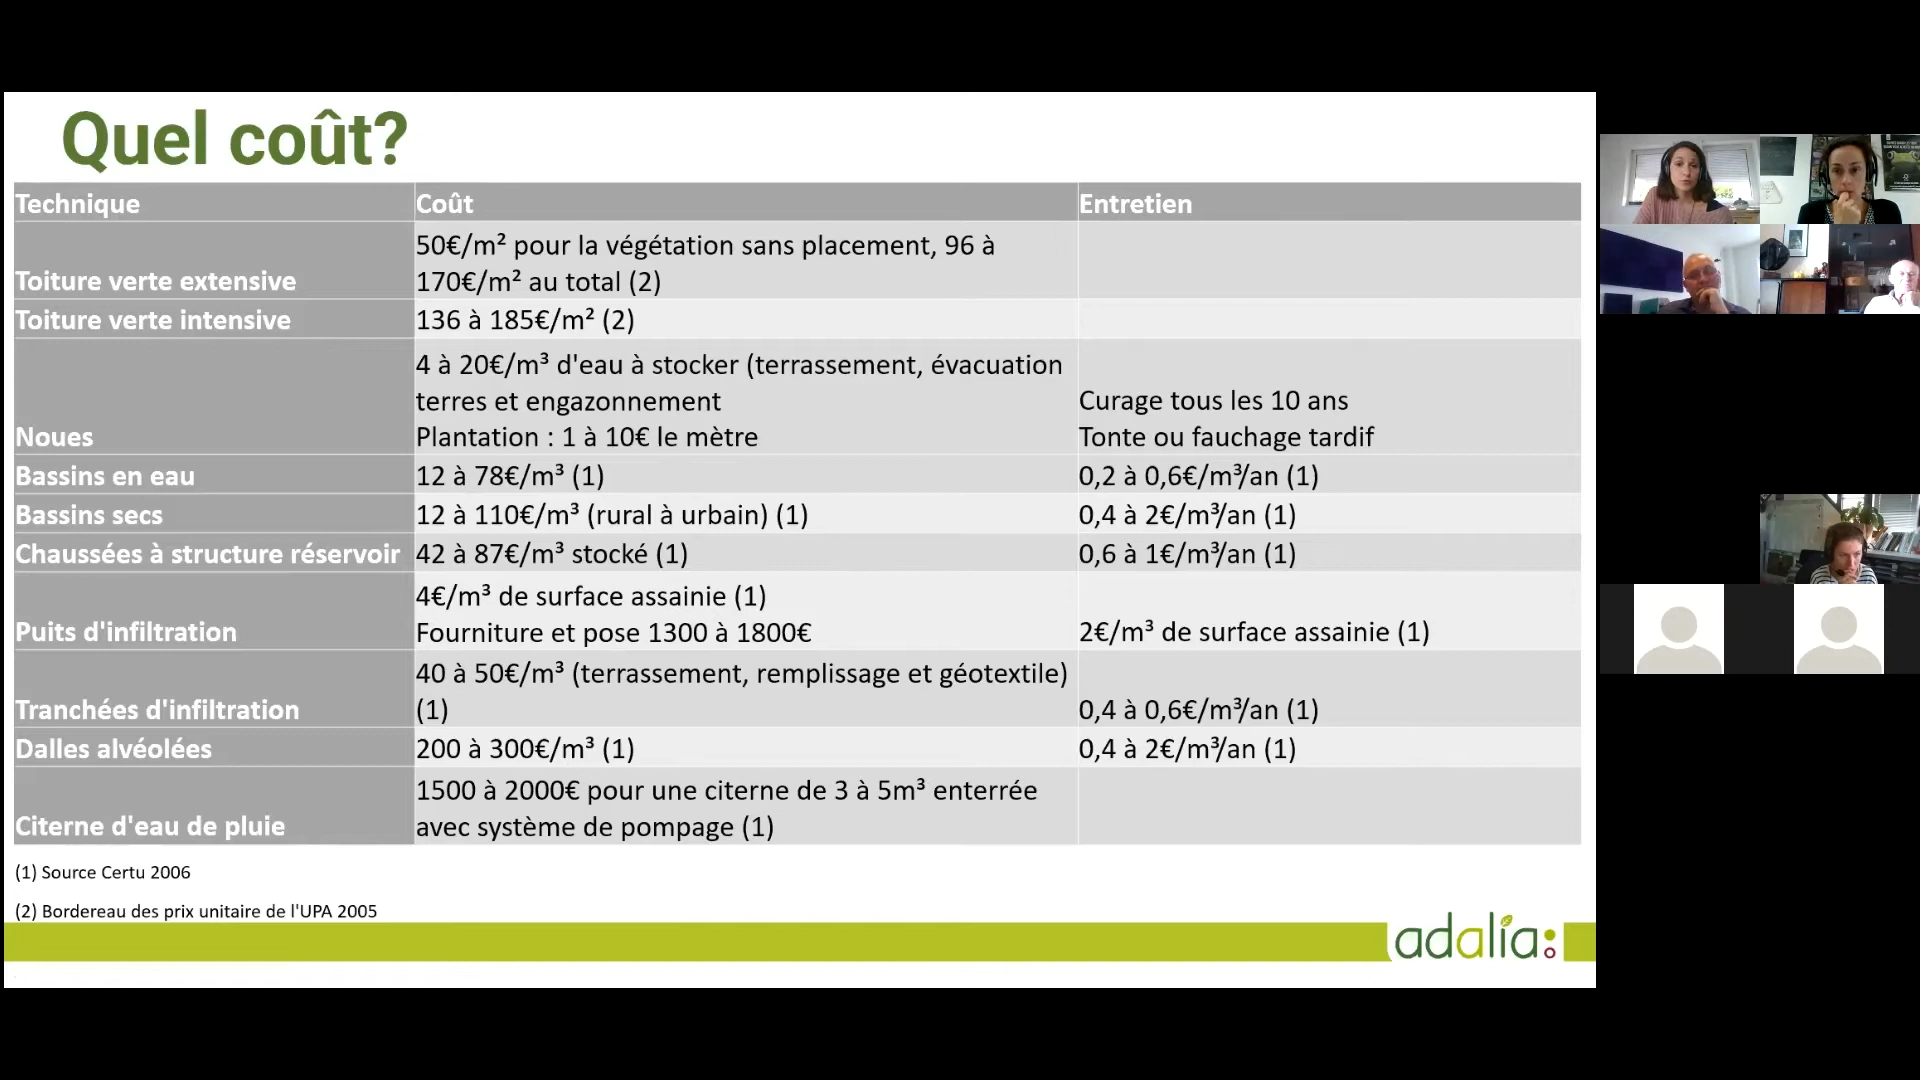 Quel coût?
Technique Coût Entretien
Toiture verte extensive 50€/m² pour la végétation sans placement, 96 à
170€/m² au total (2)
Toiture verte intensive 136 à 185€/m² (2)
Noues 4 à 20€/m³ d'eau à stocker (terrassement, évacuation
terres et engazonnement
Plantation : 1 à 10€ le mètre
Curage tous les 10 ans
Tonte ou fauchage tardif
Bassins en eau 12 à 78€/m³ (1) 0,2 à 0,6€/m³/an (1)
Bassins secs 12 à 110€/m³ (rural à urbain) (1) 0,4 à 2€/m³/an (1)
Chaussées à structure réservoir 42 à 87€/m³ stocké (1) 0,6 à 1€/m³/an (1)
Puits d'infiltration 4€/m³ de surface assainie (1)
Fourniture et pose 1300 à 1800€
2€/m³ de surface assainie (1)
Tranchées d'infiltration 40 à 50€/m³ (terrassement, remplissage et géotextile)
(1)
0,4 à 0,6€/m³/an (1)
Dalles alvéolées 200 à 300€/m³ (1) 0,4 à 2€/m³/an (1)
Citerne d'eau de pluie 1500 à 2000€ pour une citerne de 3 à 5m³ enterrée
avec système de pompage (1)
(1) Source Certu 2006
(2) Bordereau des prix unitaire de l'UPA 2005
adalia